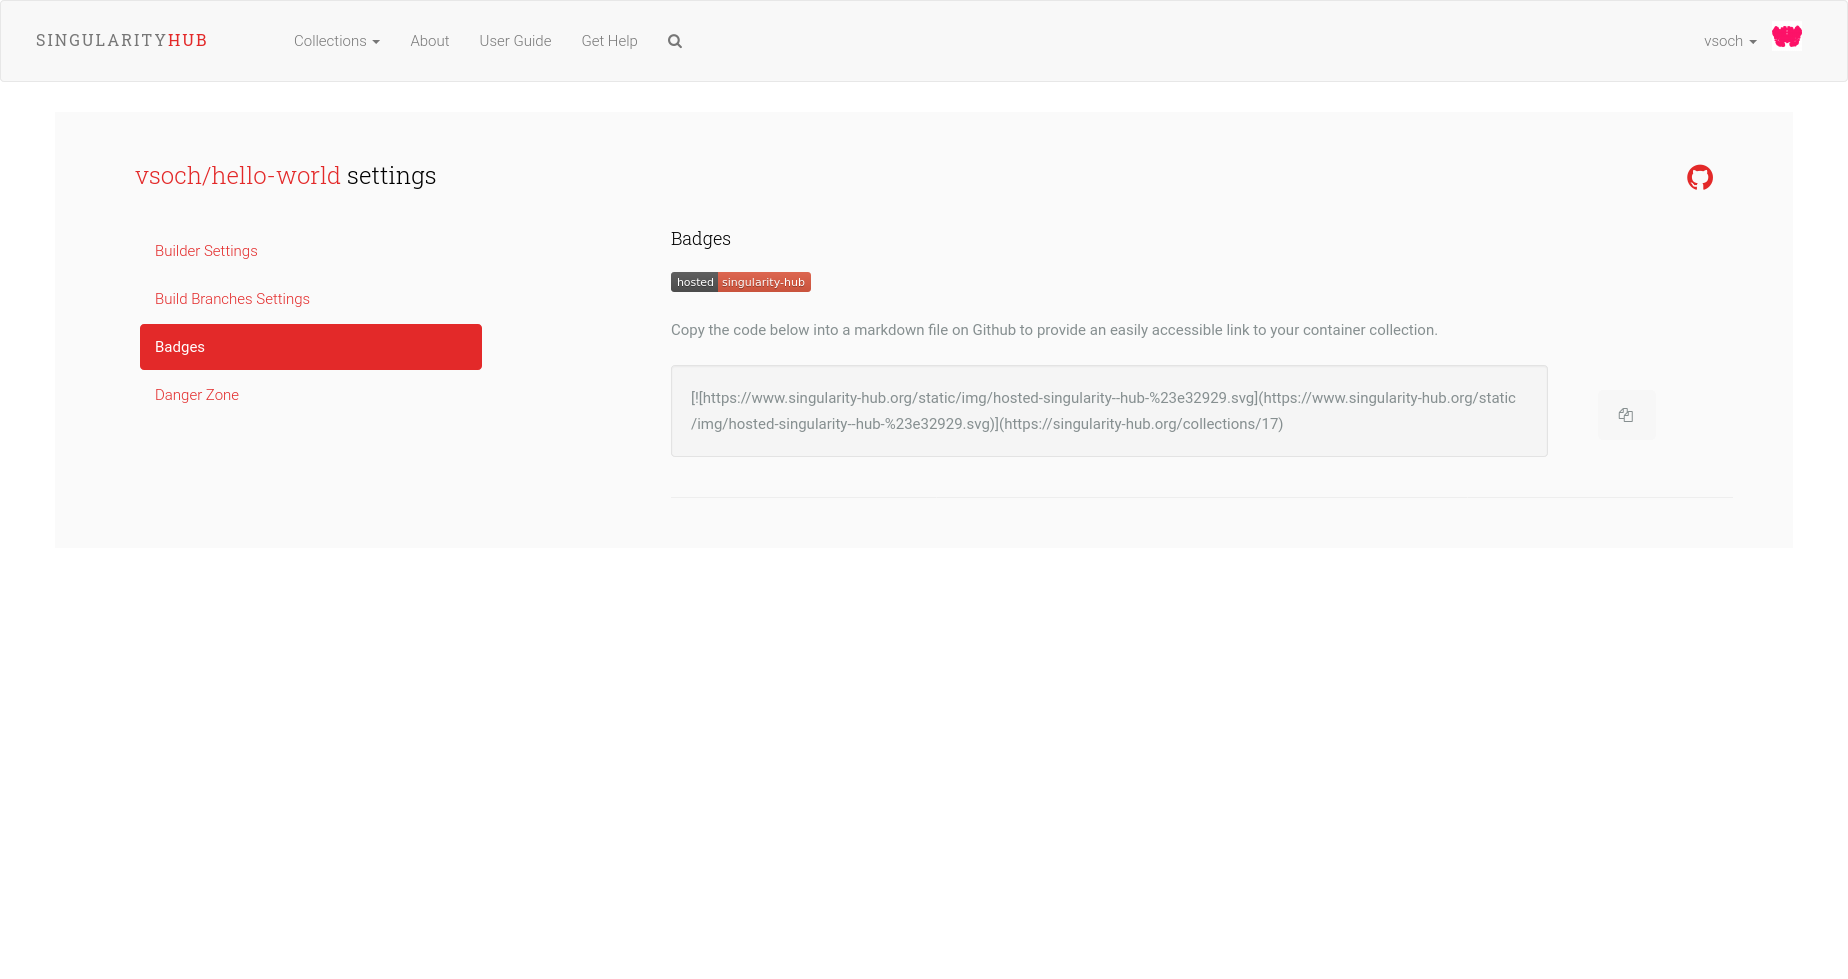 SINGULARITYHUB Collections About User Guide Get Help vsoch
vsoch/hello-world settings
Builder Settings
Build Branches Settings
Badges
Danger Zone
Badges
hosted singularity-hub
Copy the code below into a markdown file on Github to provide an easily accessible link to your container collection.
[![https://www.singularity-hub.org/static/img/hosted-singularity--hub-%23e32929.svg](https://www.singularity-hub.org/static
/img/hosted-singularity--hub-%23e32929.svg)](https://singularity-hub.org/collections/17)